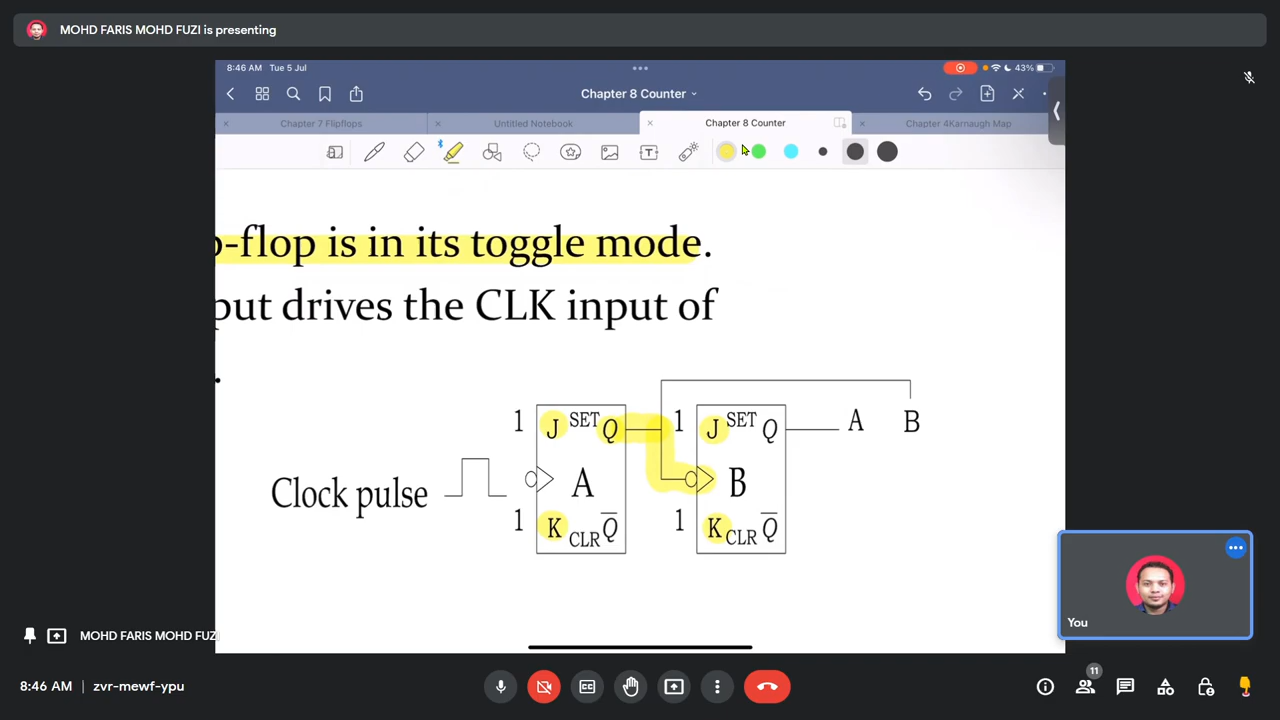 MOHD FARIS MOHD FUZI is presenting
8:46 AM Tue 5 Jul
43%
Chapter 8 Counter
Chapter 7 Flipflops
Untitled Notebook
Chapter 8 Counter
Chapter 4Karnaugh Map
-flop is in its toggle mode.
put drives the CLK input of
.
1 J SET Q 1 J SET Q A B
Clock pulse A B
1 K CLR Q̅ 1 K CLR Q̅
You
MOHD FARIS MOHD FUZI
8:46 AM | zvr-mewf-ypu
11